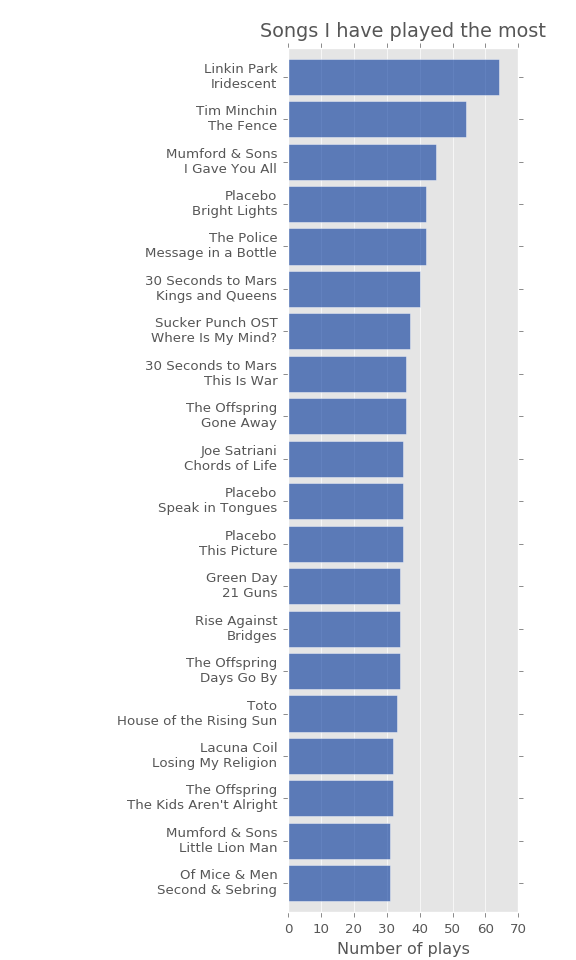 Songs I have played the most
Linkin Park
Iridescent
Tim Minchin
The Fence
Mumford & Sons
I Gave You All
Placebo
Bright Lights
The Police
Message in a Bottle
30 Seconds to Mars
Kings and Queens
Sucker Punch OST
Where Is My Mind?
30 Seconds to Mars
This Is War
The Offspring
Gone Away
Joe Satriani
Chords of Life
Placebo
Speak in Tongues
Placebo
This Picture
Green Day
21 Guns
Rise Against
Bridges
The Offspring
Days Go By
Toto
House of the Rising Sun
Lacuna Coil
Losing My Religion
The Offspring
The Kids Aren't Alright
Mumford & Sons
Little Lion Man
Of Mice & Men
Second & Sebring
0 10 20 30 40 50 60 70
Number of plays